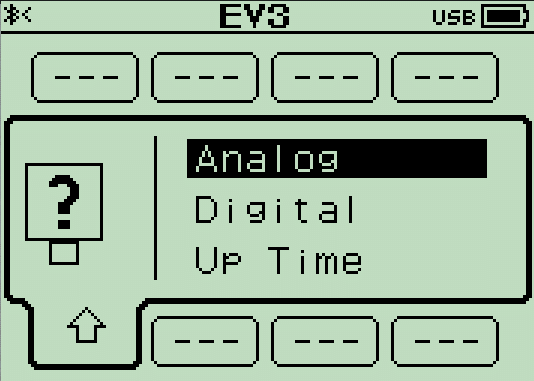 EV3 USB
--- --- --- ---
?
Analog
Digital
Up Time
--- --- ---